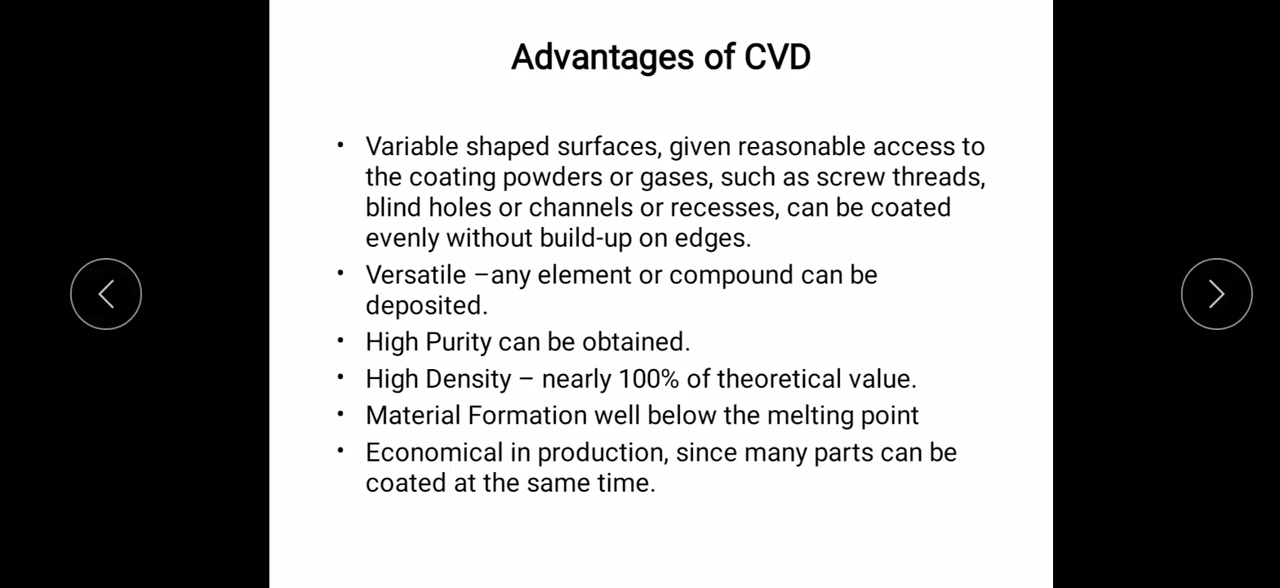 Advantages of CVD
• Variable shaped surfaces, given reasonable access to
the coating powders or gases, such as screw threads,
blind holes or channels or recesses, can be coated
evenly without build-up on edges.
• Versatile –any element or compound can be
deposited.
• High Purity can be obtained.
• High Density – nearly 100% of theoretical value.
• Material Formation well below the melting point
• Economical in production, since many parts can be
coated at the same time.